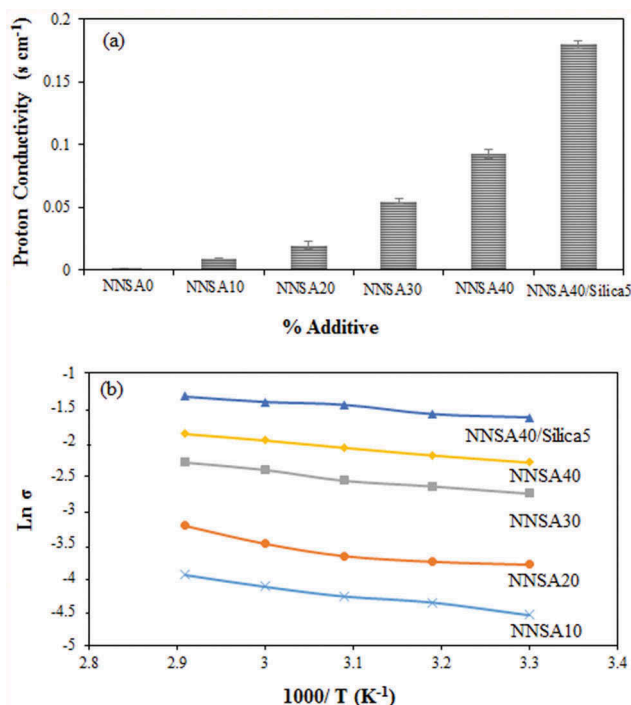 (a)
Proton Conductivity (s cm-1)
0.2
0.15
0.1
0.05
0
NNSA0 NNSA10 NNSA20 NNSA30 NNSA40 NNSA40/Silica5
% Additive
(b)
Ln σ
-1
-1.5
-2
-2.5
-3
-3.5
-4
-4.5
-5
NNSA40/Silica5
NNSA40
NNSA30
NNSA20
NNSA10
2.8 2.9 3 3.1 3.2 3.3 3.4
1000/ T (K-1)